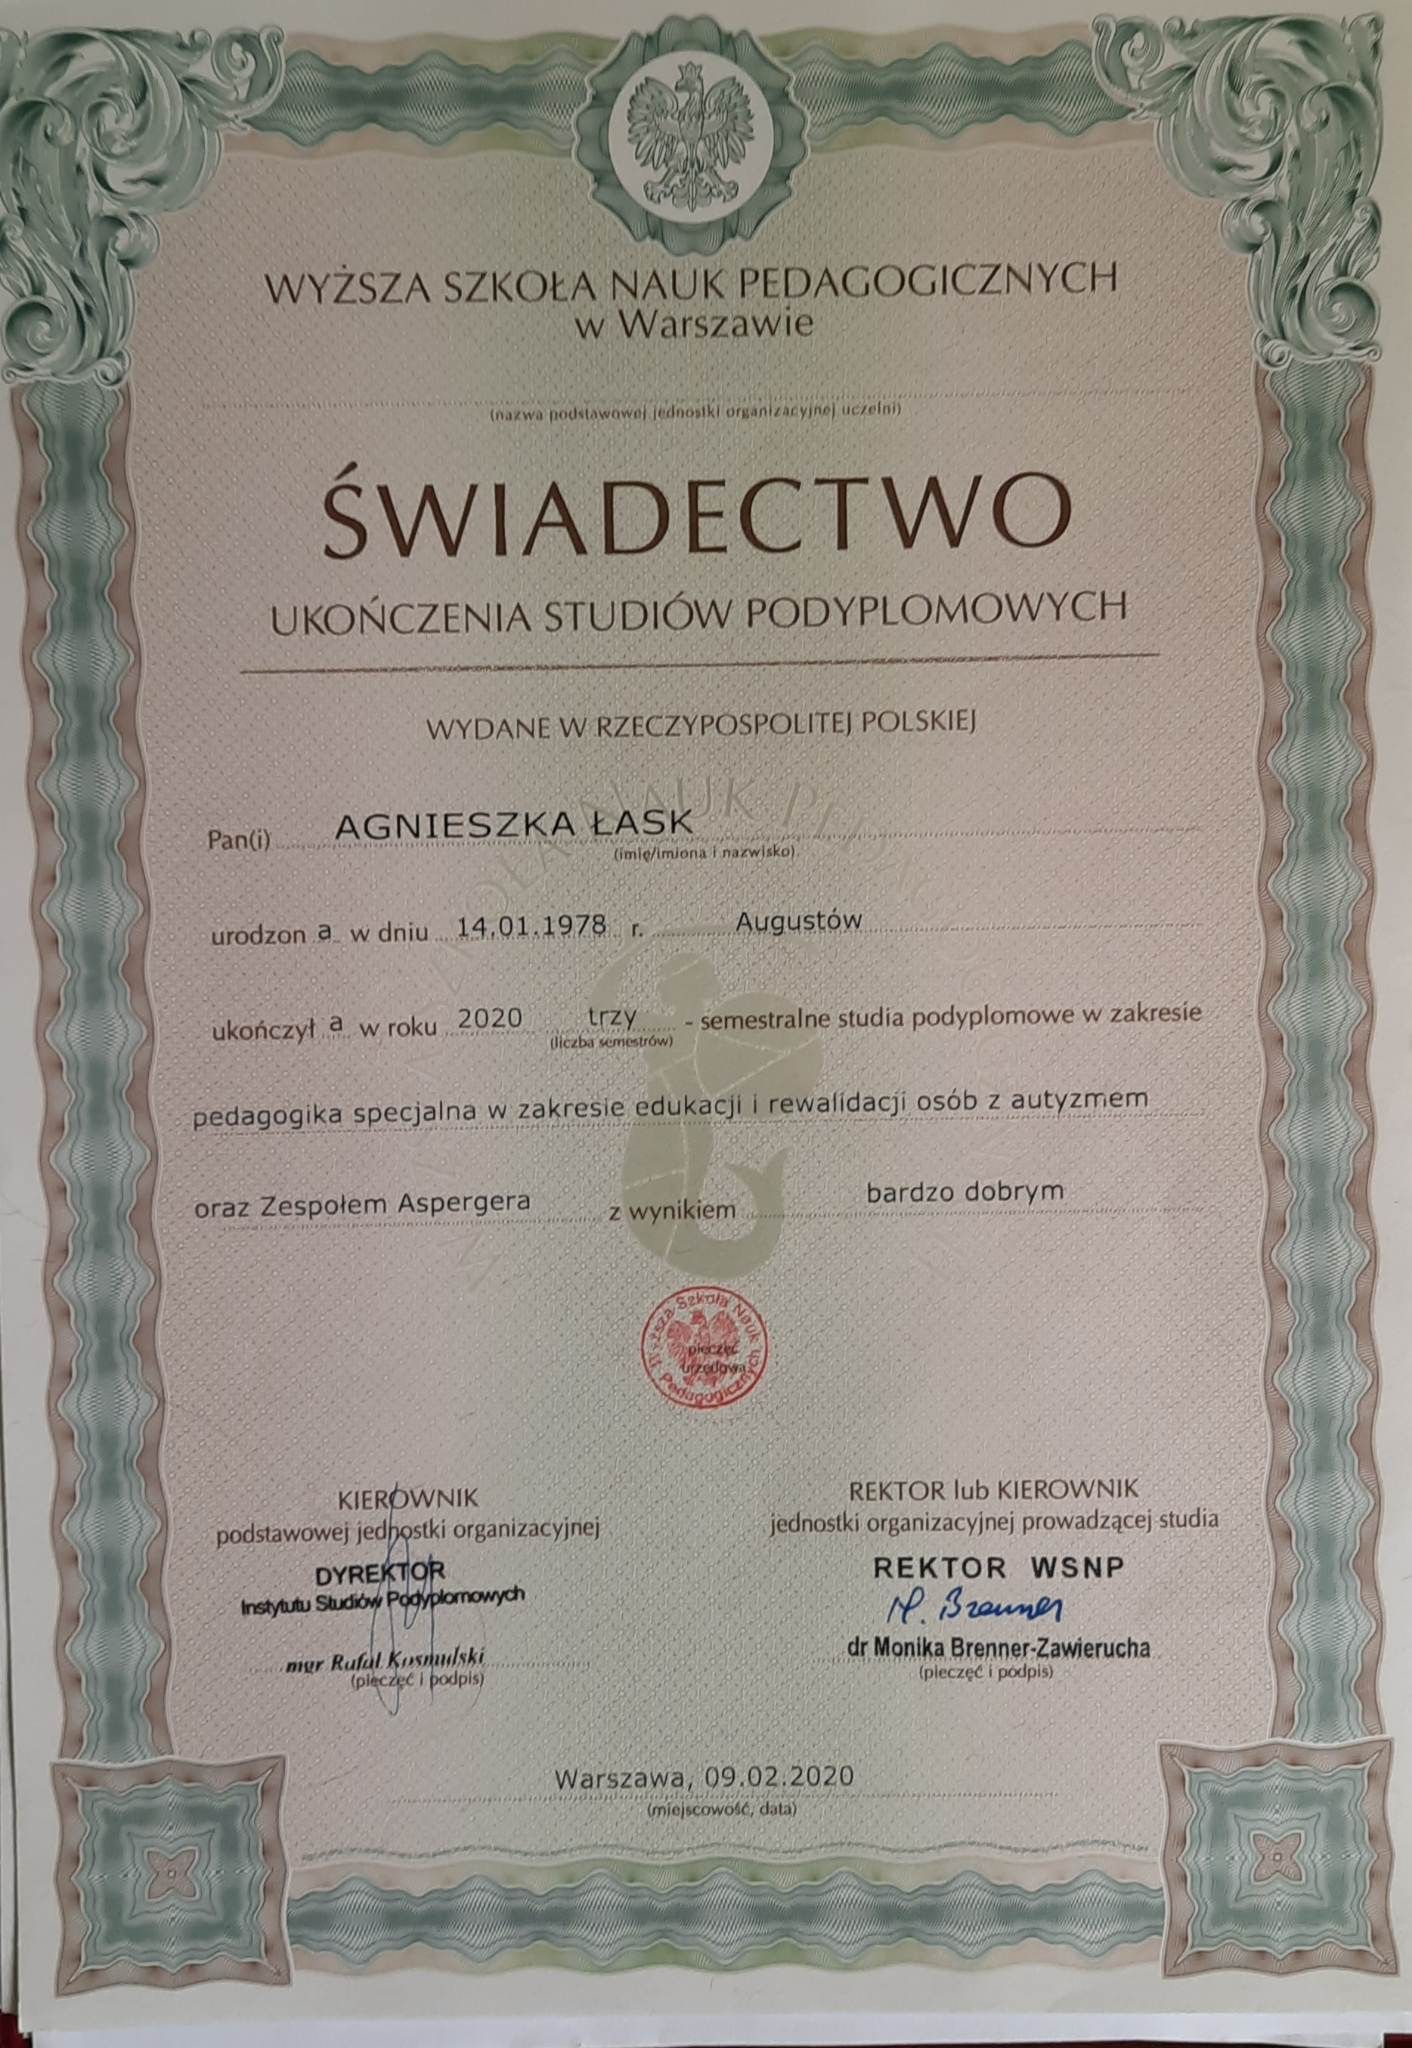 WYŻSZA SZKOŁA NAUK PEDAGOGICZNYCH
w Warszawie
(nazwa podstawowej jednostki organizacyjnej uczelni)
ŚWIADECTWO
UKOŃCZENIA STUDIÓW PODYPLOMOWYCH
WYDANE W RZECZYPOSPOLITEJ POLSKIEJ
Pan(i) AGNIESZKA ŁASK
(imię/imiona i nazwisko)
urodzon a w dniu 14.01.1978 r. Augustów
ukończył a w roku 2020 trzy - semestralne studia podyplomowe w zakresie
(liczba semestrów)
pedagogika specjalna w zakresie edukacji i rewalidacji osób z autyzmem
oraz Zespołem Aspergera z wynikiem bardzo dobrym
Wyższa Szkoła Nauk Pedagogicznych
pieczęć
urzędowa
KIEROWNIK
podstawowej jednostki organizacyjnej
DYREKTOR
Instytutu Studiów Podyplomowych
mgr Rafał Kosmulski
(pieczęć i podpis)
REKTOR lub KIEROWNIK
jednostki organizacyjnej prowadzącej studia
REKTOR WSNP
M. Brenner
dr Monika Brenner-Zawierucha
(pieczęć i podpis)
Warszawa, 09.02.2020
(miejscowość, data)